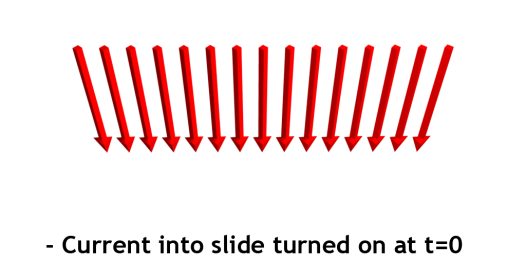 - Current into slide turned on at t=0